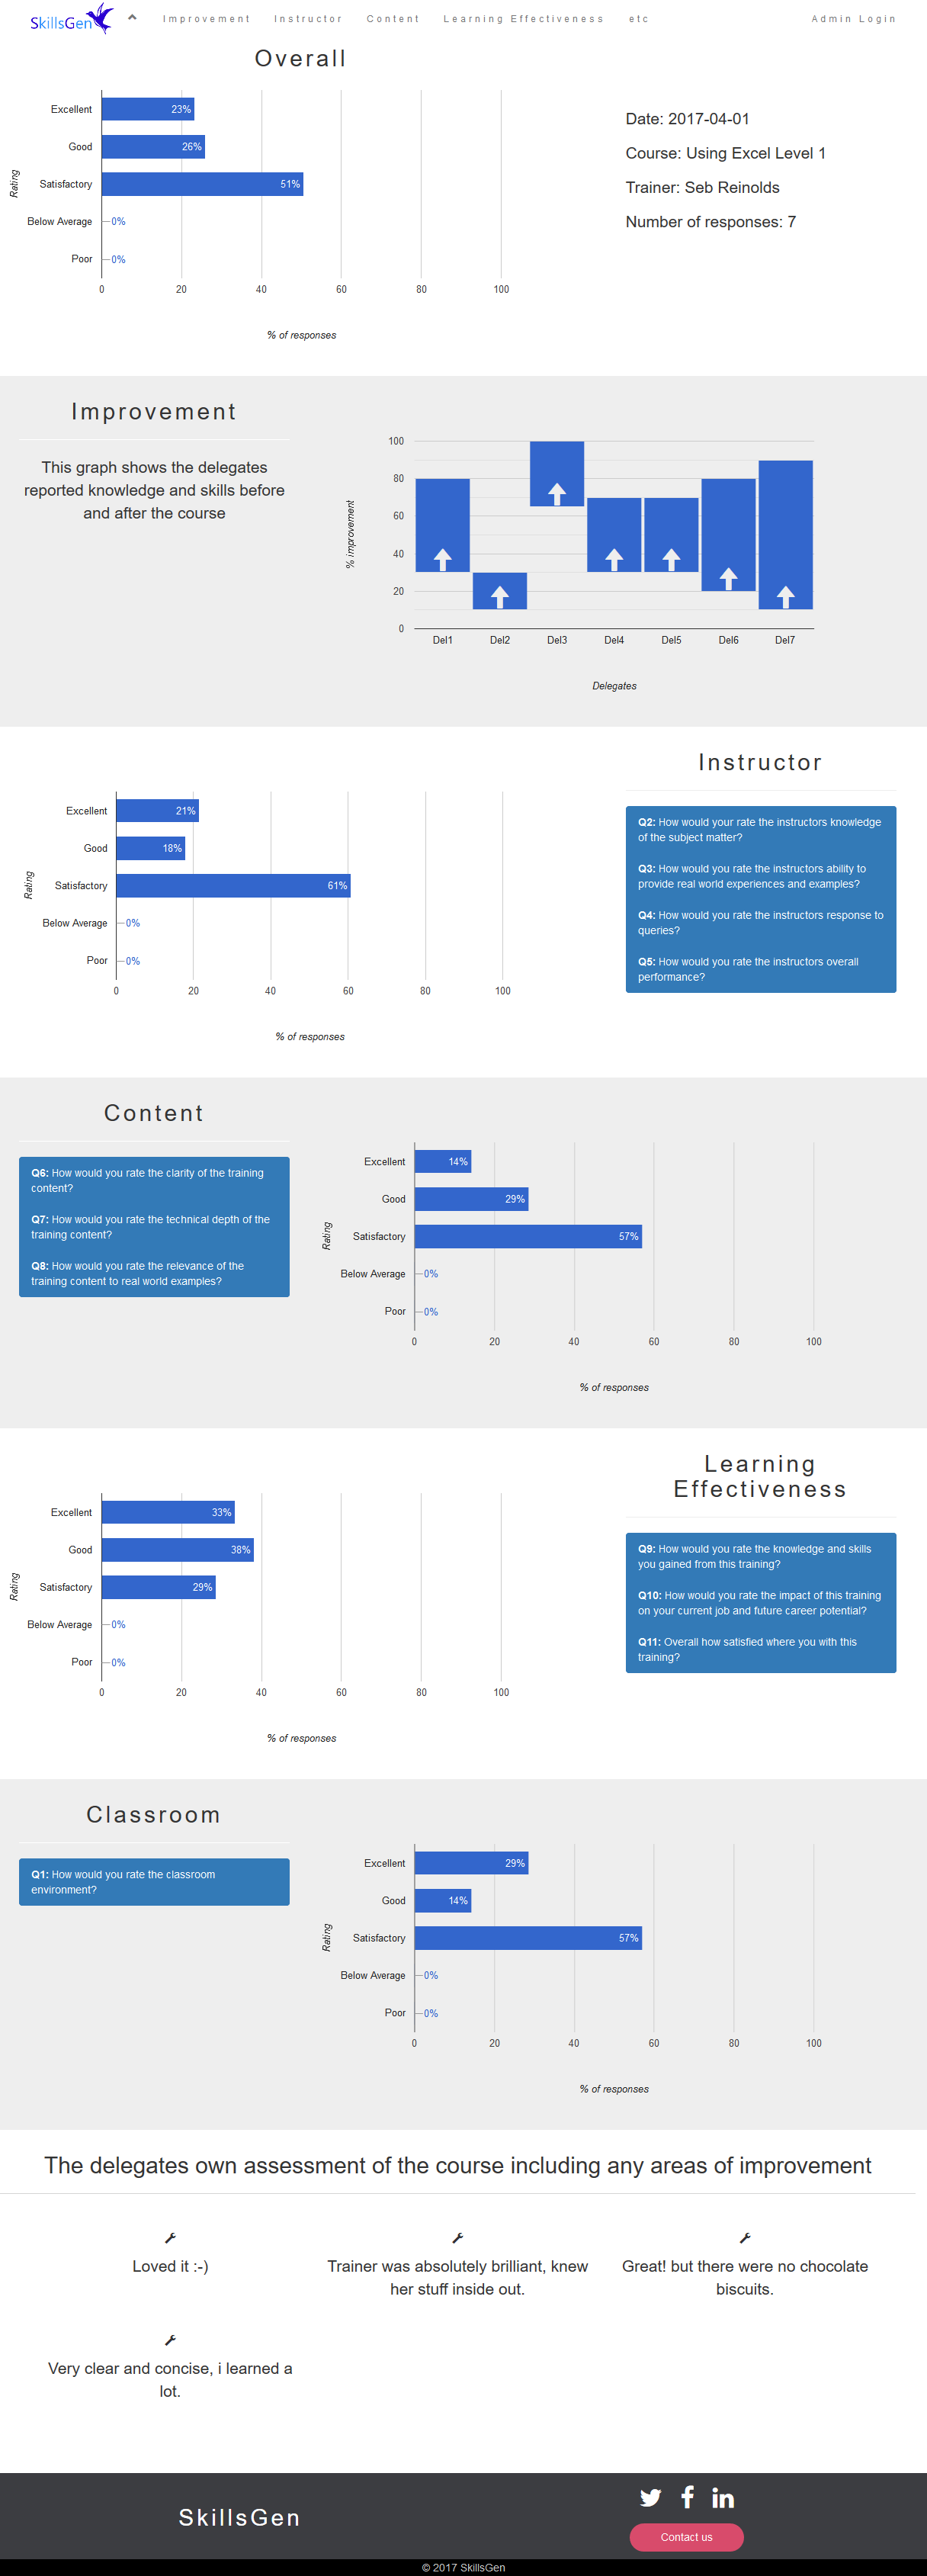 SkillsGen
Improvement Instructor Content Learning Effectiveness etc Admin Login
Overall
Rating
Excellent 23%
Good 26%
Satisfactory 51%
Below Average 0%
Poor 0%
0 20 40 60 80 100
% of responses
Date: 2017-04-01
Course: Using Excel Level 1
Trainer: Seb Reinolds
Number of responses: 7
Improvement
This graph shows the delegates
reported knowledge and skills before
and after the course
% improvement
100
80
60
40
20
0
Del1 Del2 Del3 Del4 Del5 Del6 Del7
Delegates
Rating
Excellent 21%
Good 18%
Satisfactory 61%
Below Average 0%
Poor 0%
0 20 40 60 80 100
% of responses
Instructor
Q2: How would your rate the instructors knowledge
of the subject matter?
Q3: How would you rate the instructors ability to
provide real world experiences and examples?
Q4: How would you rate the instructors response to
queries?
Q5: How would you rate the instructors overall
performance?
Content
Q6: How would you rate the clarity of the training
content?
Q7: How would you rate the technical depth of the
training content?
Q8: How would you rate the relevance of the
training content to real world examples?
Rating
Excellent 14%
Good 29%
Satisfactory 57%
Below Average 0%
Poor 0%
0 20 40 60 80 100
% of responses
Rating
Excellent 33%
Good 38%
Satisfactory 29%
Below Average 0%
Poor 0%
0 20 40 60 80 100
% of responses
Learning
Effectiveness
Q9: How would you rate the knowledge and skills
you gained from this training?
Q10: How would you rate the impact of this training
on your current job and future career potential?
Q11: Overall how satisfied where you with this
training?
Classroom
Q1: How would you rate the classroom
environment?
Rating
Excellent 29%
Good 14%
Satisfactory 57%
Below Average 0%
Poor 0%
0 20 40 60 80 100
% of responses
The delegates own assessment of the course including any areas of improvement
Loved it :-)
Trainer was absolutely brilliant, knew
her stuff inside out.
Great! but there were no chocolate
biscuits.
Very clear and concise, i learned a
lot.
SkillsGen
Contact us
© 2017 SkillsGen